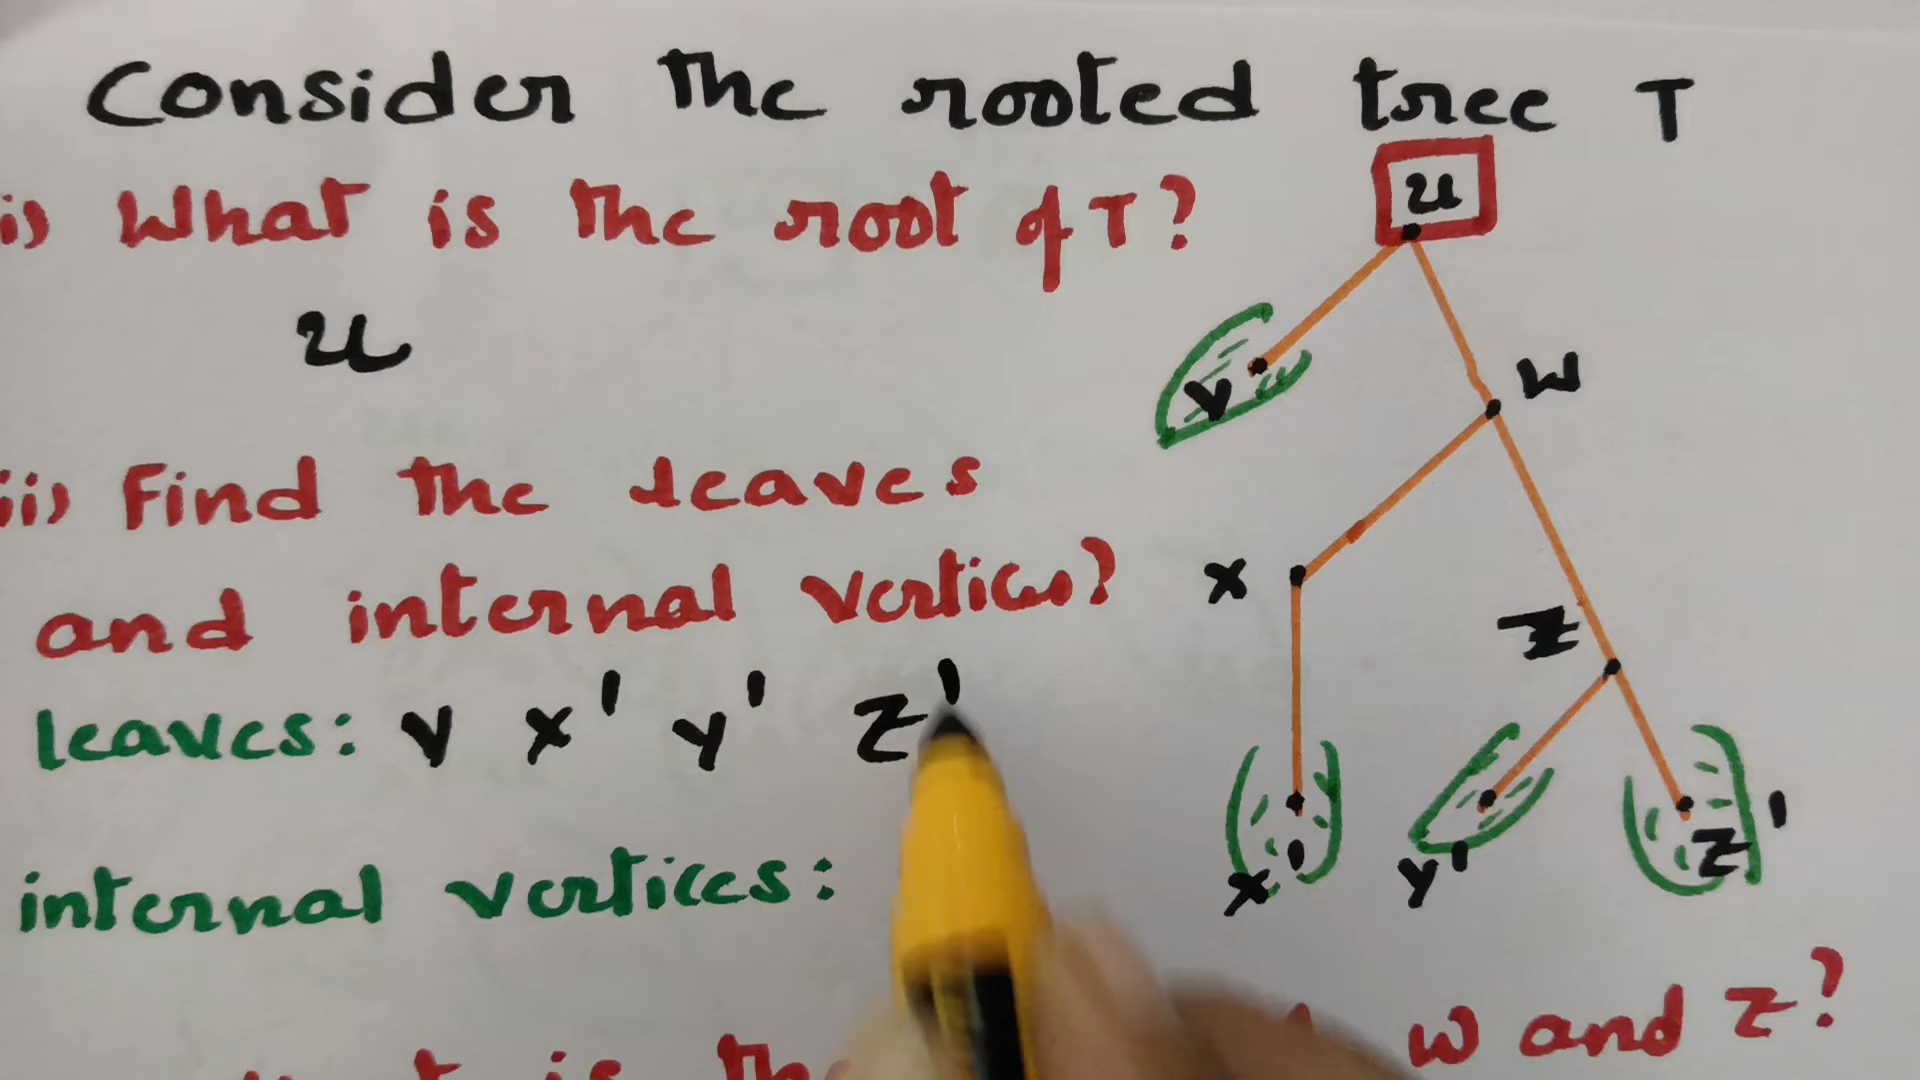 Consider the rooted tree T
i) What is the root of T?
u
ii) Find the leaves
and internal vertices?
leaves: v x' y' z'
internal vertices:
is
w and z?
u
v
w
x
z
x'
y'
z'